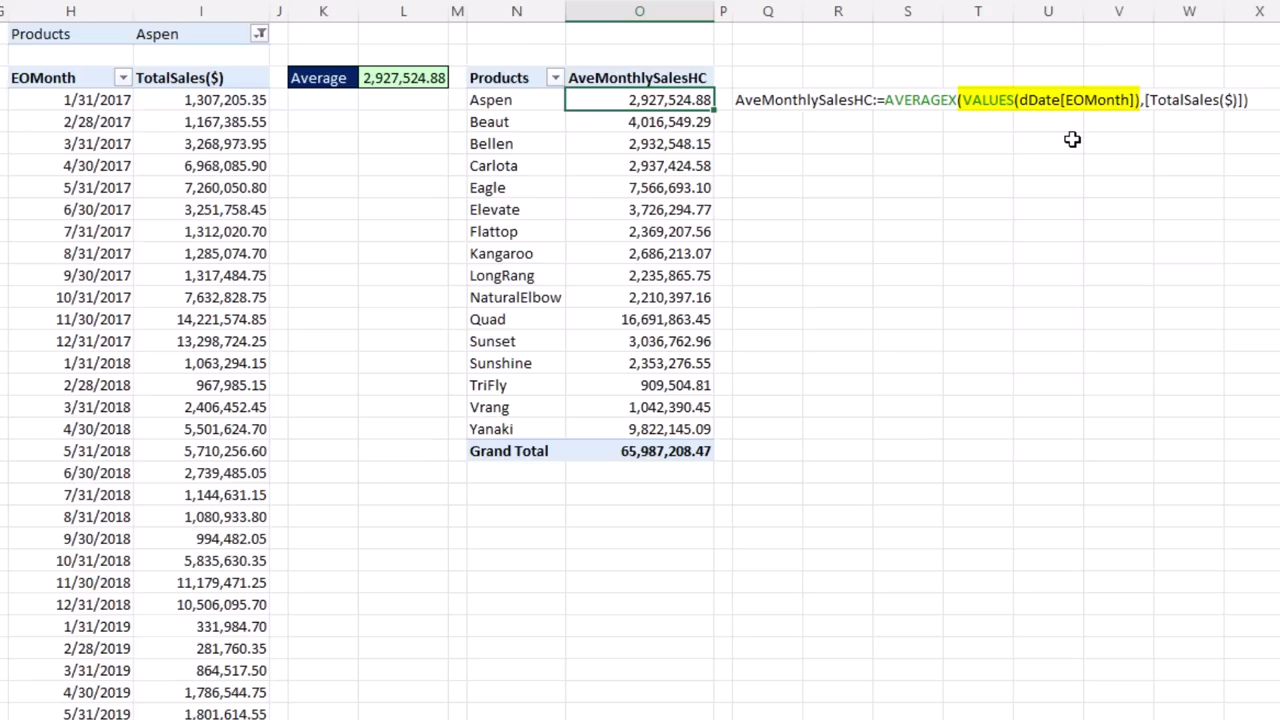 G H I J K L M N O P Q R S T U V W X
Products Aspen
EOMonth TotalSales($) Average 2,927,524.88 Products AveMonthlySalesHC
1/31/2017 1,307,205.35 Aspen 2,927,524.88 AveMonthlySalesHC:=AVERAGEX(VALUES(dDate[EOMonth]),[TotalSales($)])
2/28/2017 1,167,385.55 Beaut 4,016,549.29
3/31/2017 3,268,973.95 Bellen 2,932,548.15
4/30/2017 6,968,085.90 Carlota 2,937,424.58
5/31/2017 7,260,050.80 Eagle 7,566,693.10
6/30/2017 3,251,758.45 Elevate 3,726,294.77
7/31/2017 1,312,020.70 Flattop 2,369,207.56
8/31/2017 1,285,074.70 Kangaroo 2,686,213.07
9/30/2017 1,317,484.75 LongRang 2,235,865.75
10/31/2017 7,632,828.75 NaturalElbow 2,210,397.16
11/30/2017 14,221,574.85 Quad 16,691,863.45
12/31/2017 13,298,724.25 Sunset 3,036,762.96
1/31/2018 1,063,294.15 Sunshine 2,353,276.55
2/28/2018 967,985.15 TriFly 909,504.81
3/31/2018 2,406,452.45 Vrang 1,042,390.45
4/30/2018 5,501,624.70 Yanaki 9,822,145.09
5/31/2018 5,710,256.60 Grand Total 65,987,208.47
6/30/2018 2,739,485.05
7/31/2018 1,144,631.15
8/31/2018 1,080,933.80
9/30/2018 994,482.05
10/31/2018 5,835,630.35
11/30/2018 11,179,471.25
12/31/2018 10,506,095.70
1/31/2019 331,984.70
2/28/2019 281,760.35
3/31/2019 864,517.50
4/30/2019 1,786,544.75
5/31/2019 1,801,614.55